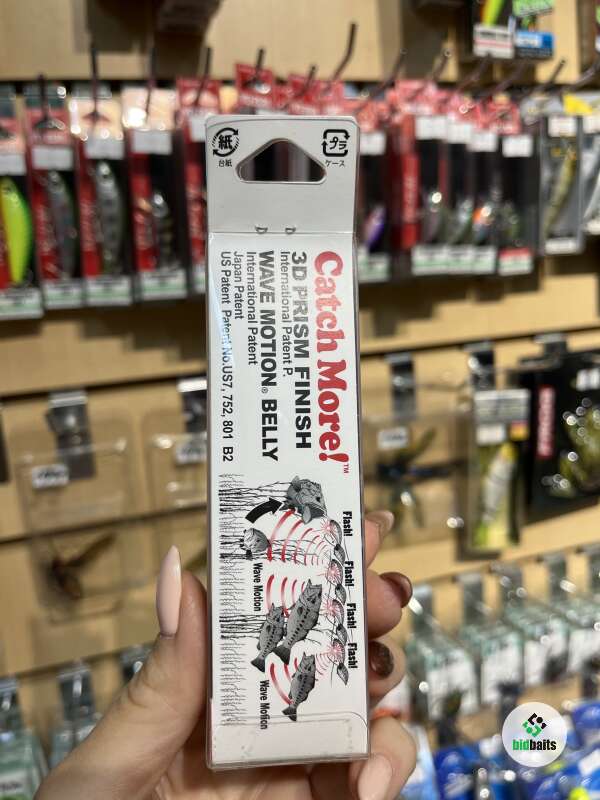 紙
台紙
プラ
ケース
Catch More!™
3D PRISM FINISH
International Patent P.
WAVE MOTION® BELLY
International Patent
Japan Patent
US Patent Patent No,US7, 752, 801 B2
Flash!
Flash!
Flash!
Flash!
Wave Motion
Wave Motion
bidbaits